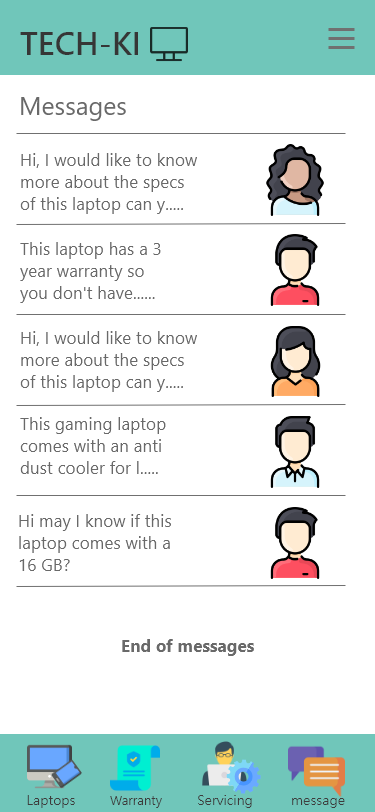 TECH-KI
Messages
Hi, I would like to know
more about the specs
of this laptop can y.....
This laptop has a 3
year warranty so
you don't have......
Hi, I would like to know
more about the specs
of this laptop can y.....
This gaming laptop
comes with an anti
dust cooler for l.....
Hi may I know if this
laptop comes with a
16 GB?
End of messages
Laptops Warranty Servicing message